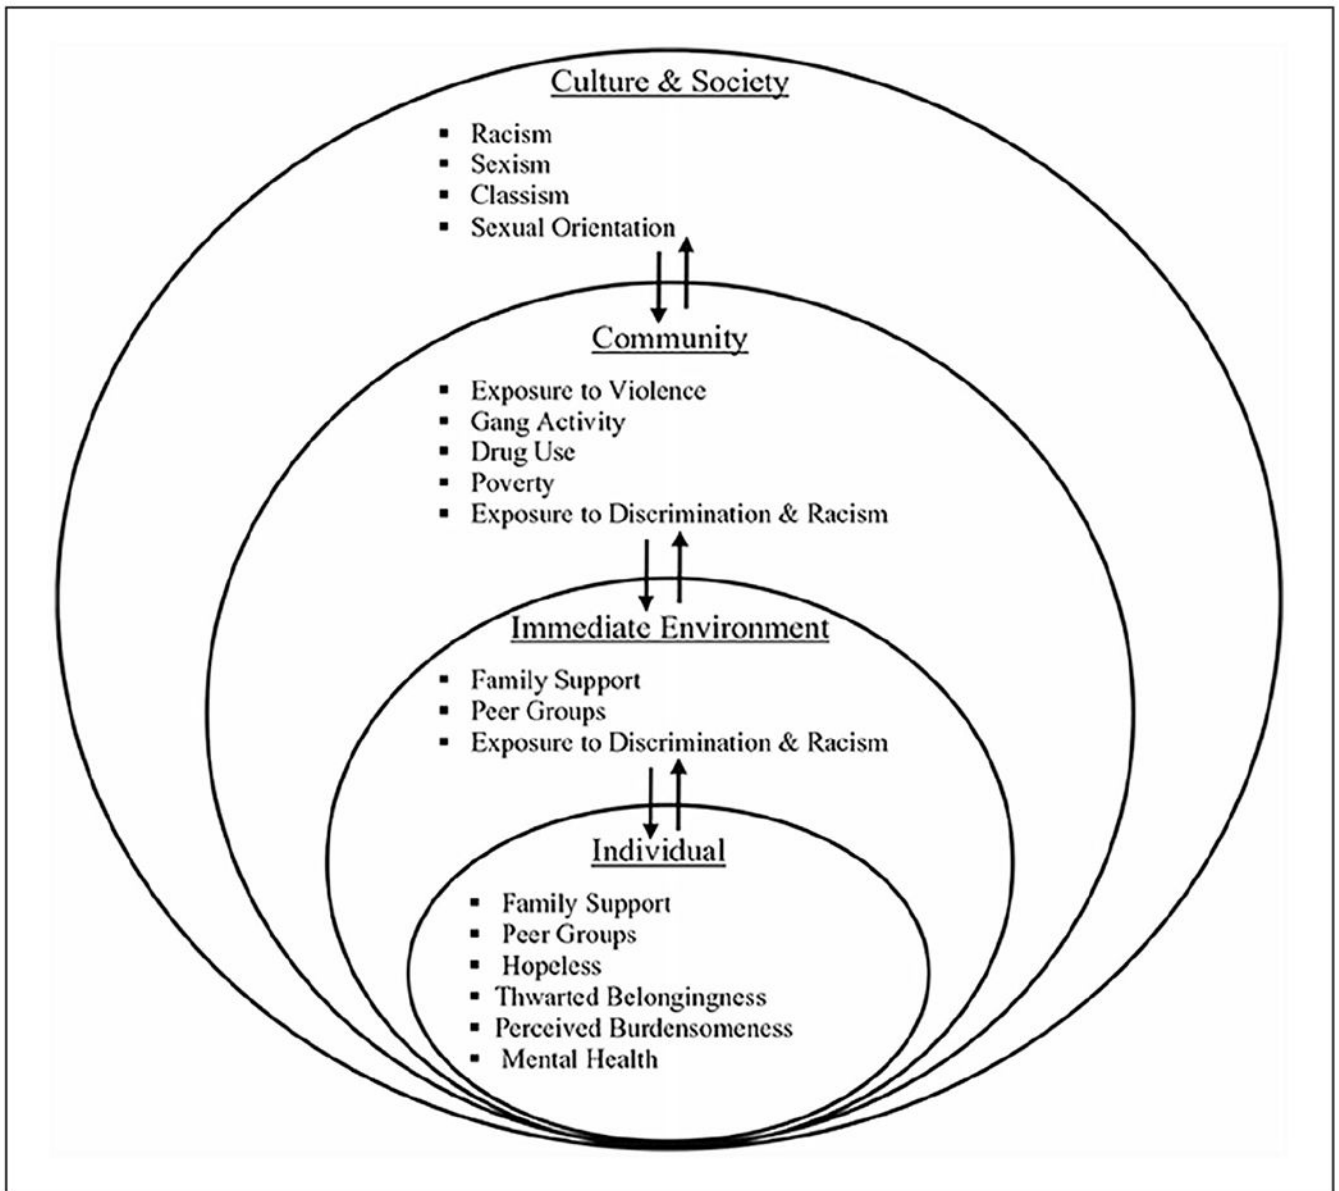 Culture & Society
▪ Racism
▪ Sexism
▪ Classism
▪ Sexual Orientation
Community
▪ Exposure to Violence
▪ Gang Activity
▪ Drug Use
▪ Poverty
▪ Exposure to Discrimination & Racism
Immediate Environment
▪ Family Support
▪ Peer Groups
▪ Exposure to Discrimination & Racism
Individual
▪ Family Support
▪ Peer Groups
▪ Hopeless
▪ Thwarted Belongingness
▪ Perceived Burdensomeness
▪ Mental Health